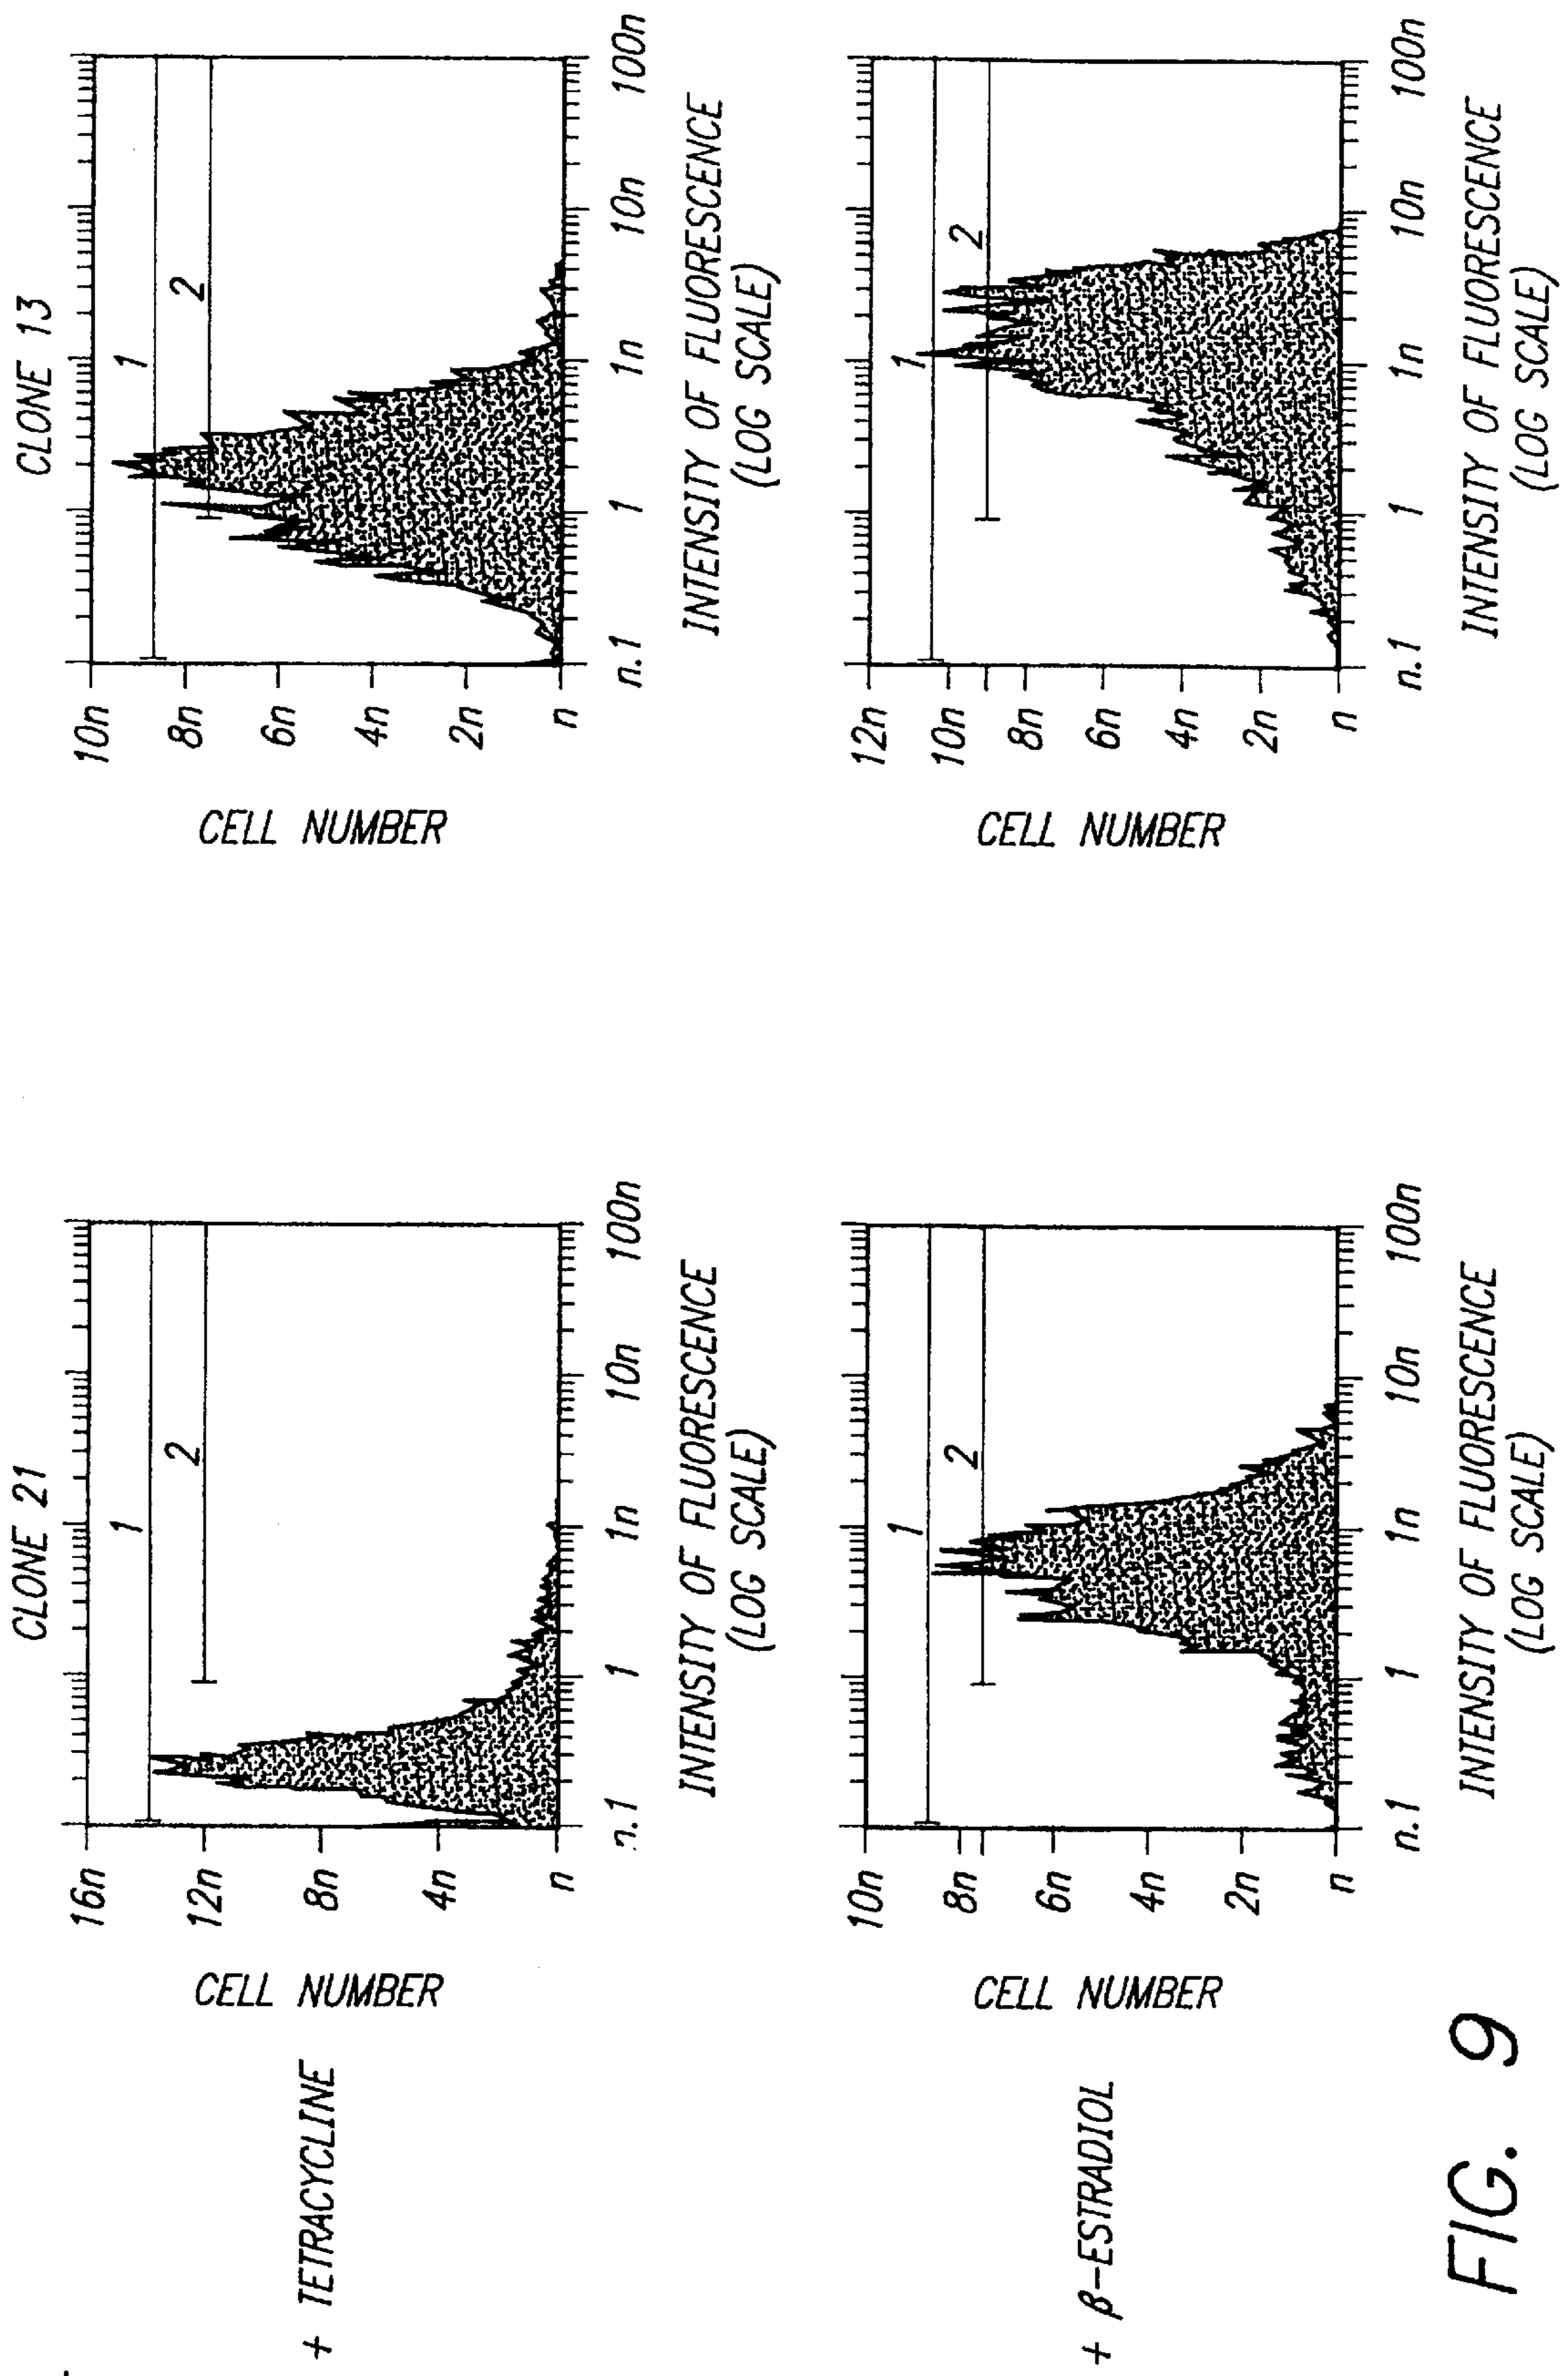 CLONE 21
CLONE 13
+ TETRACYCLINE
CELL NUMBER
16n
12n
8n
4n
n
1
2
n.1 1 1n 10n 100n
INTENSITY OF FLUORESCENCE
(LOG SCALE)
CELL NUMBER
10n
8n
6n
4n
2n
n
1
2
n.1 1 1n 10n 100n
INTENSITY OF FLUORESCENCE
(LOG SCALE)
+ β-ESTRADIOL
CELL NUMBER
10n
8n
6n
4n
2n
n
1
2
n.1 1 1n 10n 100n
INTENSITY OF FLUORESCENCE
(LOG SCALE)
CELL NUMBER
12n
10n
8n
6n
4n
2n
n
1
2
n.1 1 1n 10n 100n
INTENSITY OF FLUORESCENCE
(LOG SCALE)
FIG. 9